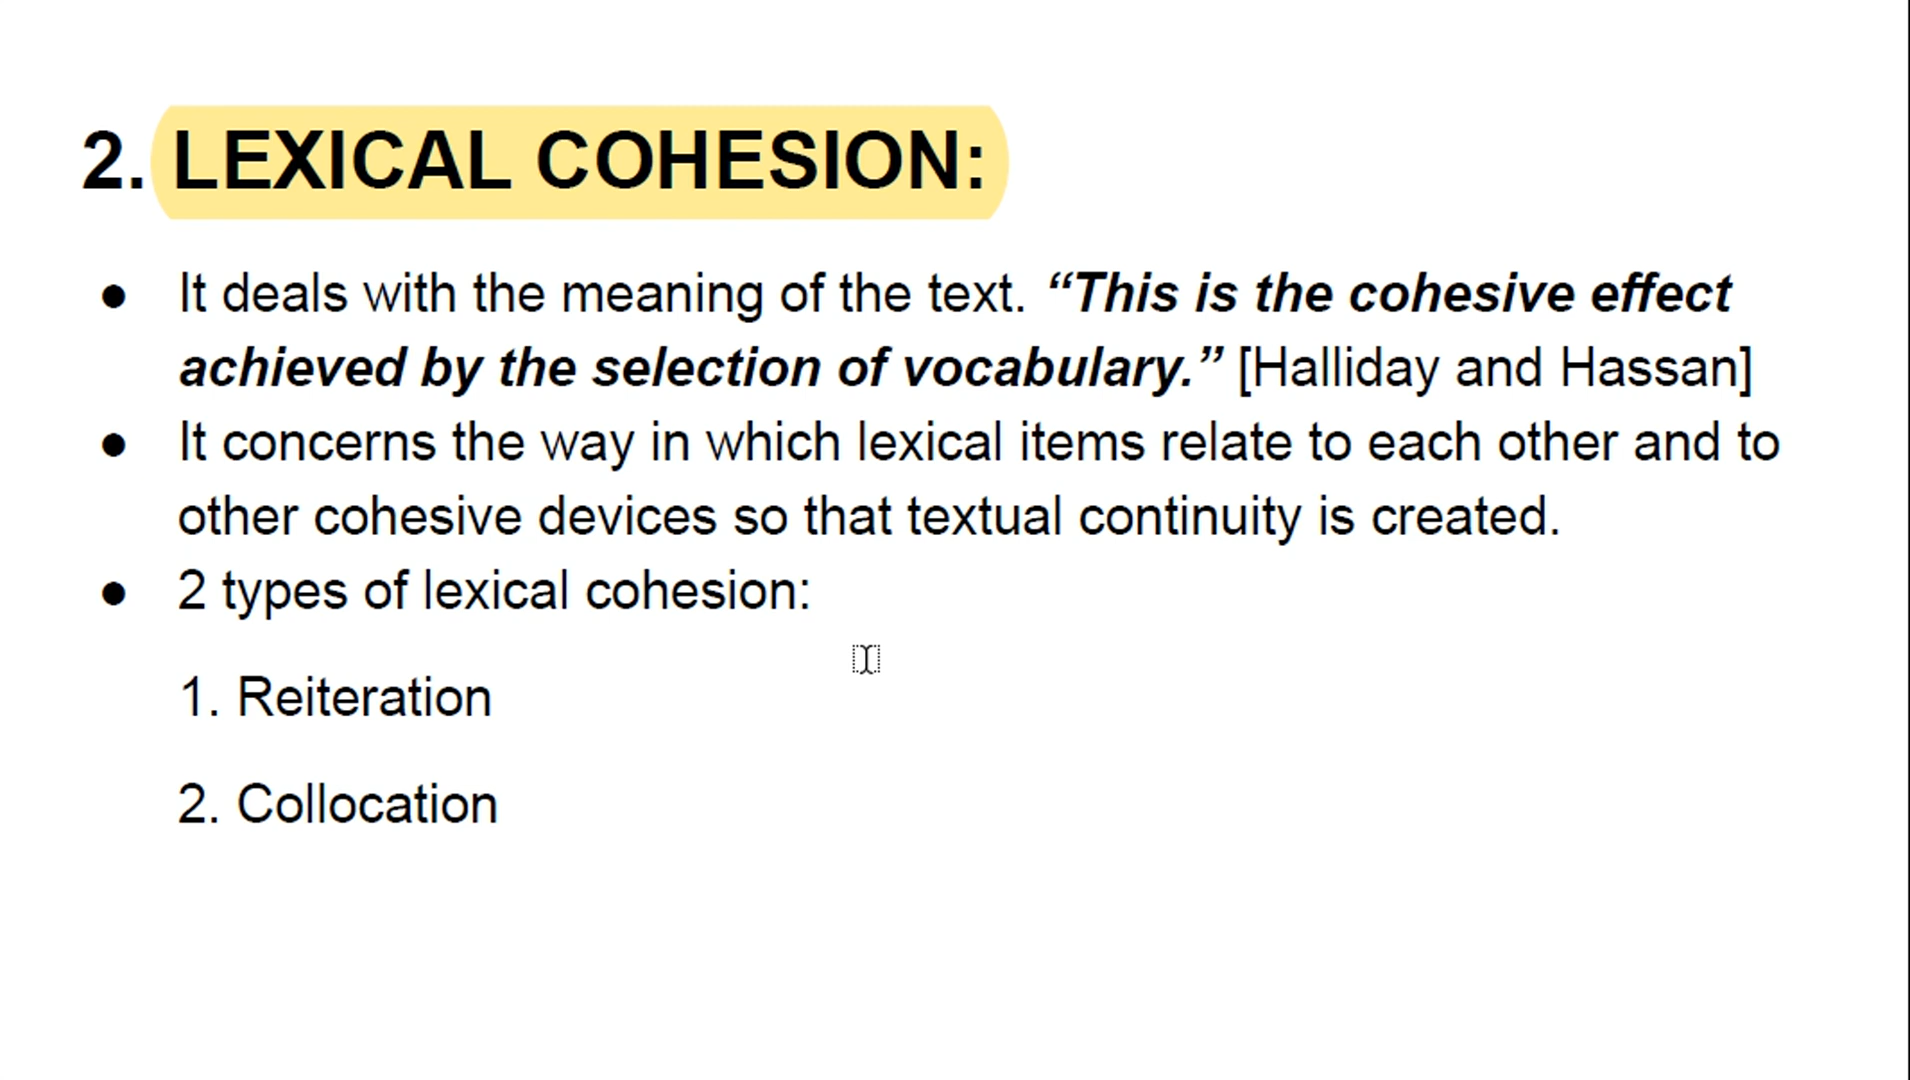 2. LEXICAL COHESION:
● It deals with the meaning of the text. “This is the cohesive effect
achieved by the selection of vocabulary.” [Halliday and Hassan]
● It concerns the way in which lexical items relate to each other and to
other cohesive devices so that textual continuity is created.
● 2 types of lexical cohesion:
1. Reiteration
2. Collocation